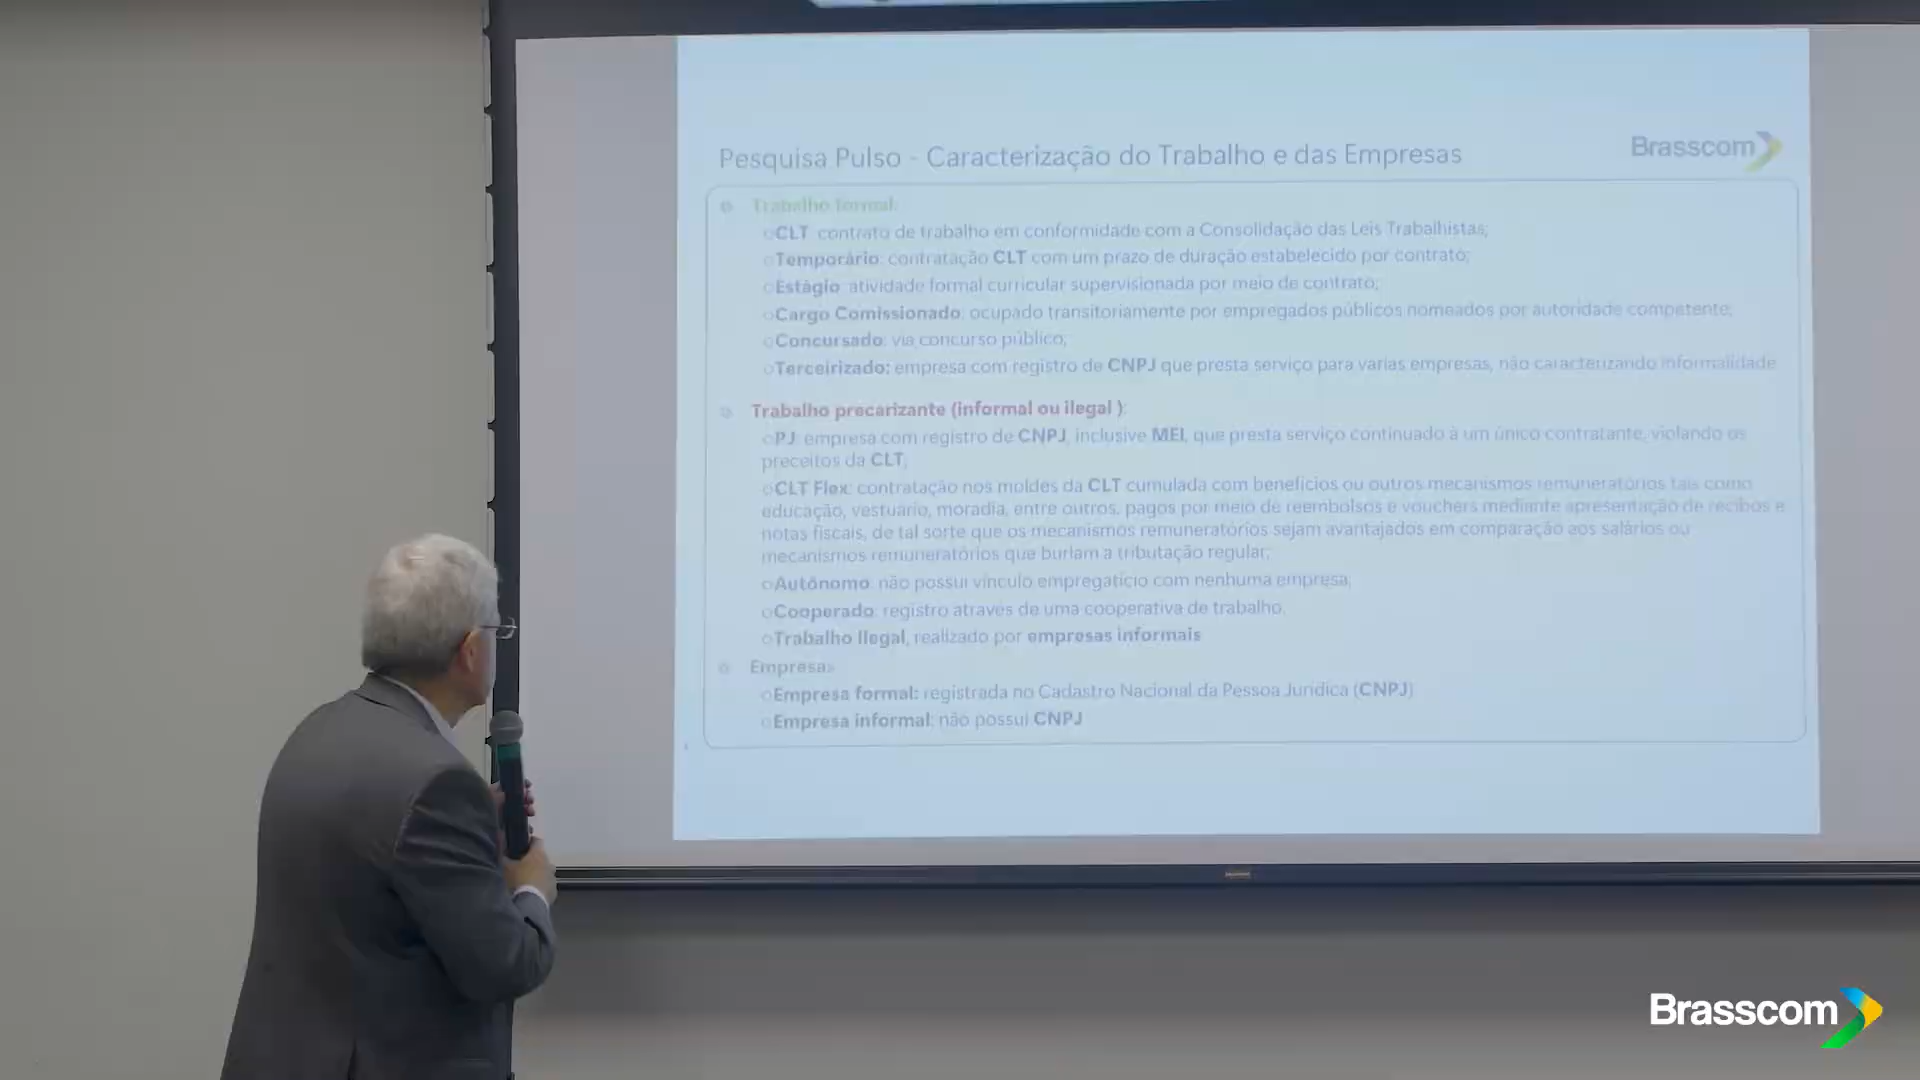 Pesquisa Pulso - Caracterização do Trabalho e das Empresas
Brasscom
Trabalho formal:
CLT: contrato de trabalho em conformidade com a Consolidação das Leis Trabalhistas;
Temporário: contratação CLT com um prazo de duração estabelecido por contrato;
Estágio: atividade formal curricular supervisionada por meio de contrato;
Cargo Comissionado: ocupado transitoriamente por empregados públicos nomeados por autoridade competente;
Concursado: via concurso público;
Terceirizado: empresa com registro de CNPJ que presta serviço para varias empresas, não caracterizando informalidade
Trabalho precarizante (informal ou ilegal ):
PJ: empresa com registro de CNPJ, inclusive MEI, que presta serviço continuado à um único contratante, violando os
preceitos da CLT;
CLT Flex: contratação nos moldes da CLT cumulada com benefícios ou outros mecanismos remuneratórios tais como
educação, vestuário, moradia, entre outros, pagos por meio de reembolsos e vouchers mediante apresentação de recibos e
notas fiscais, de tal sorte que os mecanismos remuneratórios sejam avantajados em comparação aos salários ou
mecanismos remuneratórios que burlam a tributação regular;
Autônomo: não possui vínculo empregatício com nenhuma empresa;
Cooperado: registro através de uma cooperativa de trabalho.
Trabalho Ilegal, realizado por empresas informais
Empresas
Empresa formal: registrada no Cadastro Nacional da Pessoa Jurídica (CNPJ)
Empresa informal: não possui CNPJ
Brasscom